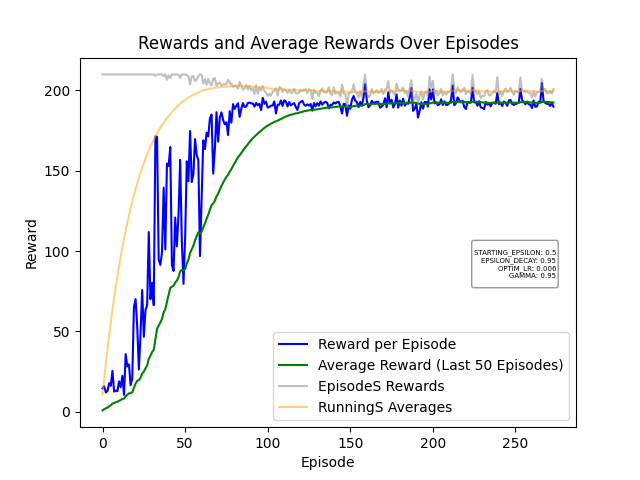 Rewards and Average Rewards Over Episodes
200
150
100
50
0
Reward
STARTING_EPSILON: 0.5
EPSILON_DECAY: 0.95
OPTIM_LR: 0.006
GAMMA: 0.95
Reward per Episode
Average Reward (Last 50 Episodes)
EpisodeS Rewards
RunningS Averages
0 50 100 150 200 250
Episode